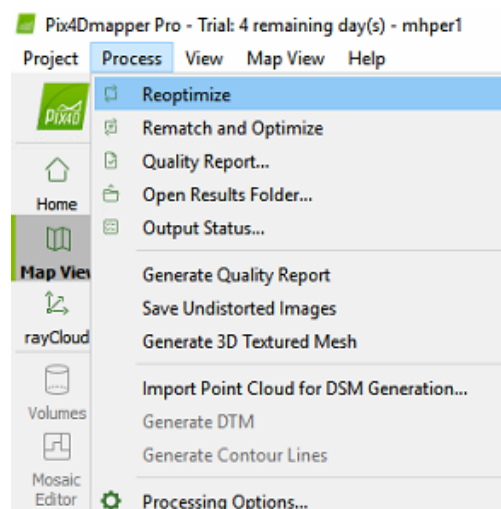 Pix4Dmapper Pro - Trial: 4 remaining day(s) - mhper1
Project Process View Map View Help
PIX4D
Home
Map View
rayCloud
Volumes
Mosaic
Editor
Reoptimize
Rematch and Optimize
Quality Report...
Open Results Folder...
Output Status...
Generate Quality Report
Save Undistorted Images
Generate 3D Textured Mesh
Import Point Cloud for DSM Generation...
Generate DTM
Generate Contour Lines
Processing Options...